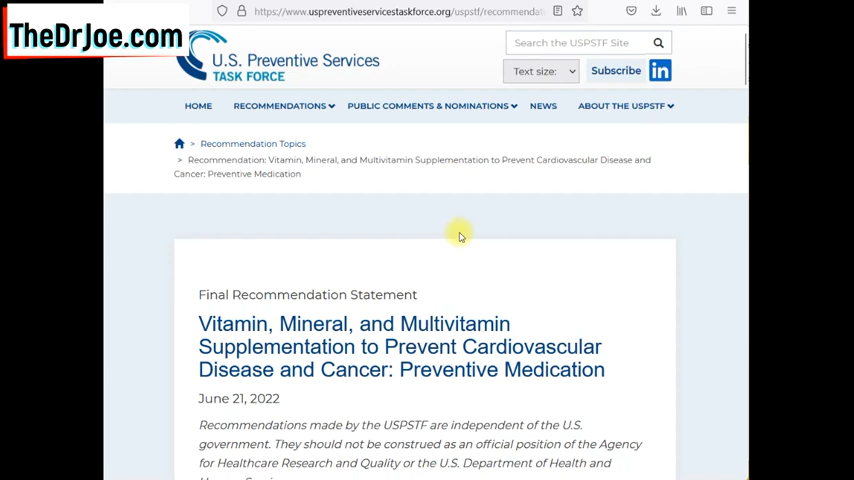 TheDrJoe.com
https://www.uspreventiveservicestaskforce.org/uspstf/recommendat
U.S. Preventive Services
TASK FORCE
Search the USPSTF Site
Text size:
Subscribe
in
HOME
RECOMMENDATIONS
PUBLIC COMMENTS & NOMINATIONS
NEWS
ABOUT THE USPSTF
> Recommendation Topics
> Recommendation: Vitamin, Mineral, and Multivitamin Supplementation to Prevent Cardiovascular Disease and
Cancer: Preventive Medication
Final Recommendation Statement
Vitamin, Mineral, and Multivitamin
Supplementation to Prevent Cardiovascular
Disease and Cancer: Preventive Medication
June 21, 2022
Recommendations made by the USPSTF are independent of the U.S.
government. They should not be construed as an official position of the Agency
for Healthcare Research and Quality or the U.S. Department of Health and